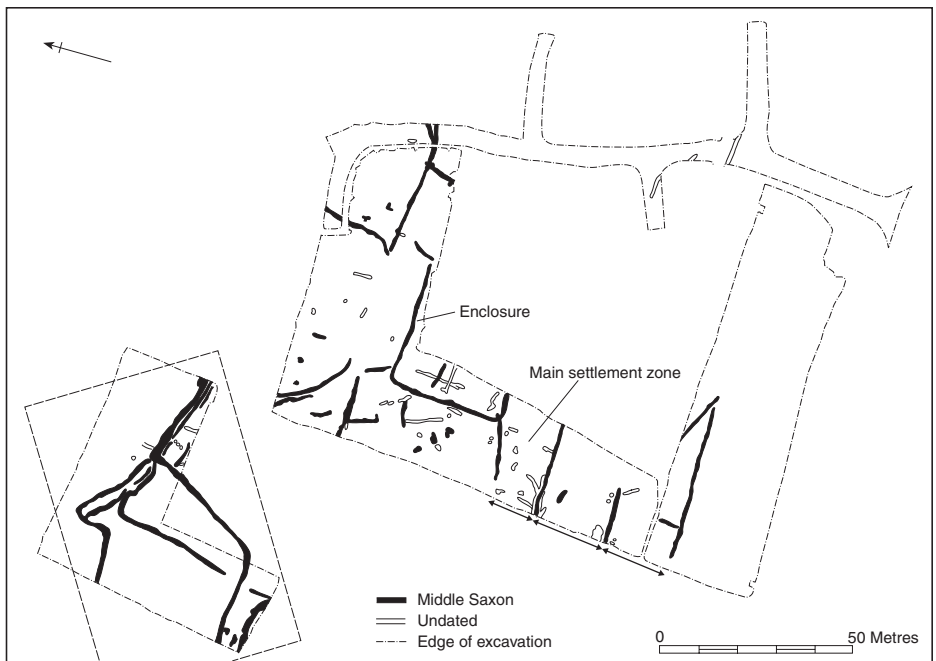 Enclosure
Main settlement zone
Middle Saxon
Undated
Edge of excavation
0 50 Metres